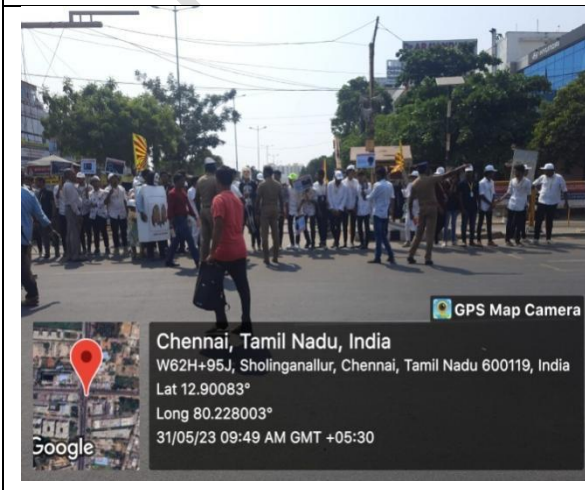 GPS Map Camera
Chennai, Tamil Nadu, India
W62H+95J, Sholinganallur, Chennai, Tamil Nadu 600119, India
Lat 12.90083°
Long 80.228003°
31/05/23 09:49 AM GMT +05:30
Google